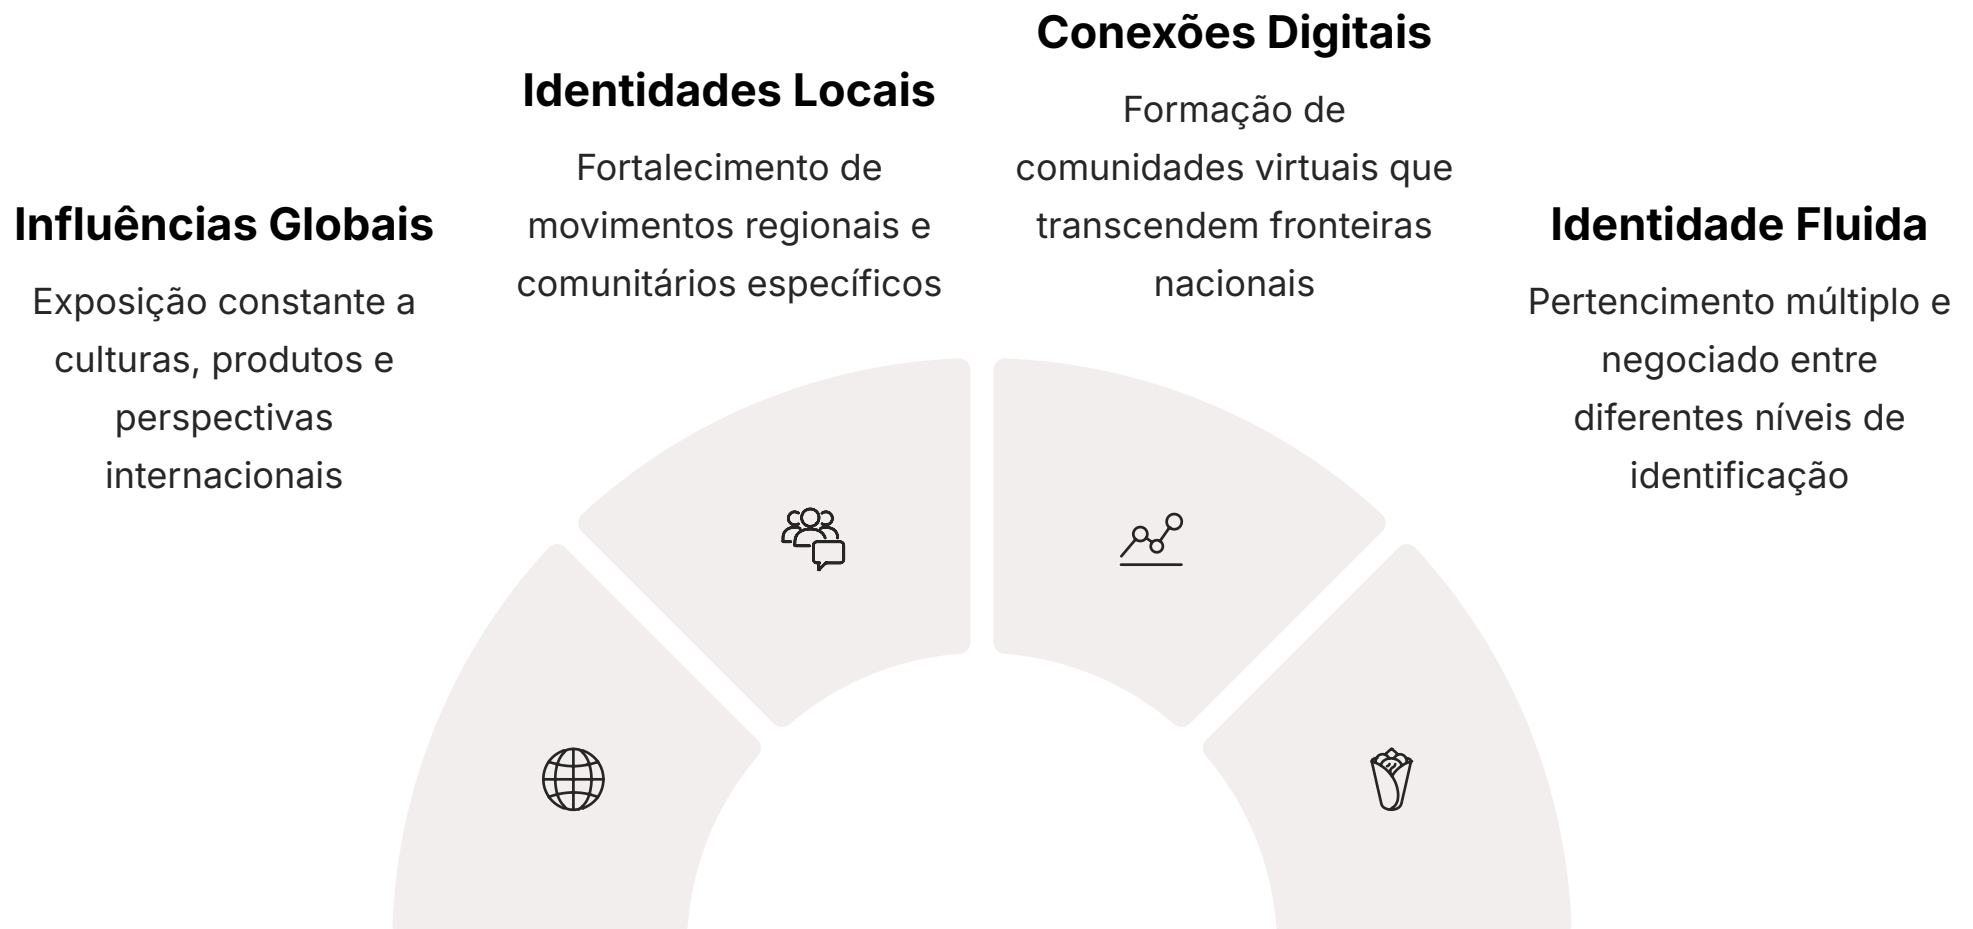 Influências Globais
Exposição constante a
culturas, produtos e
perspectivas
internacionais
Identidades Locais
Fortalecimento de
movimentos regionais e
comunitários específicos
Conexões Digitais
Formação de
comunidades virtuais que
transcendem fronteiras
nacionais
Identidade Fluida
Pertencimento múltiplo e
negociado entre
diferentes níveis de
identificação